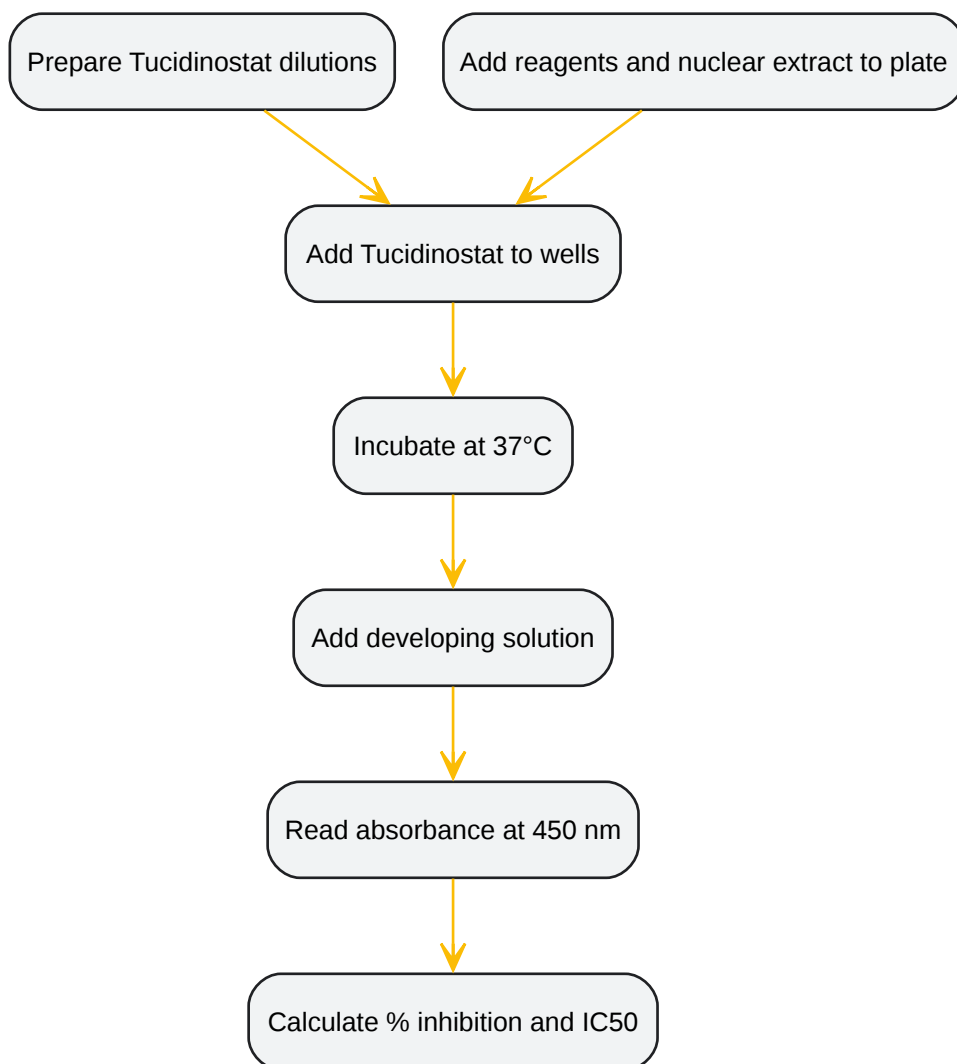 Prepare Tucidinostat dilutions
Add reagents and nuclear extract to plate
Add Tucidinostat to wells
Incubate at 37°C
Add developing solution
Read absorbance at 450 nm
Calculate % inhibition and IC50